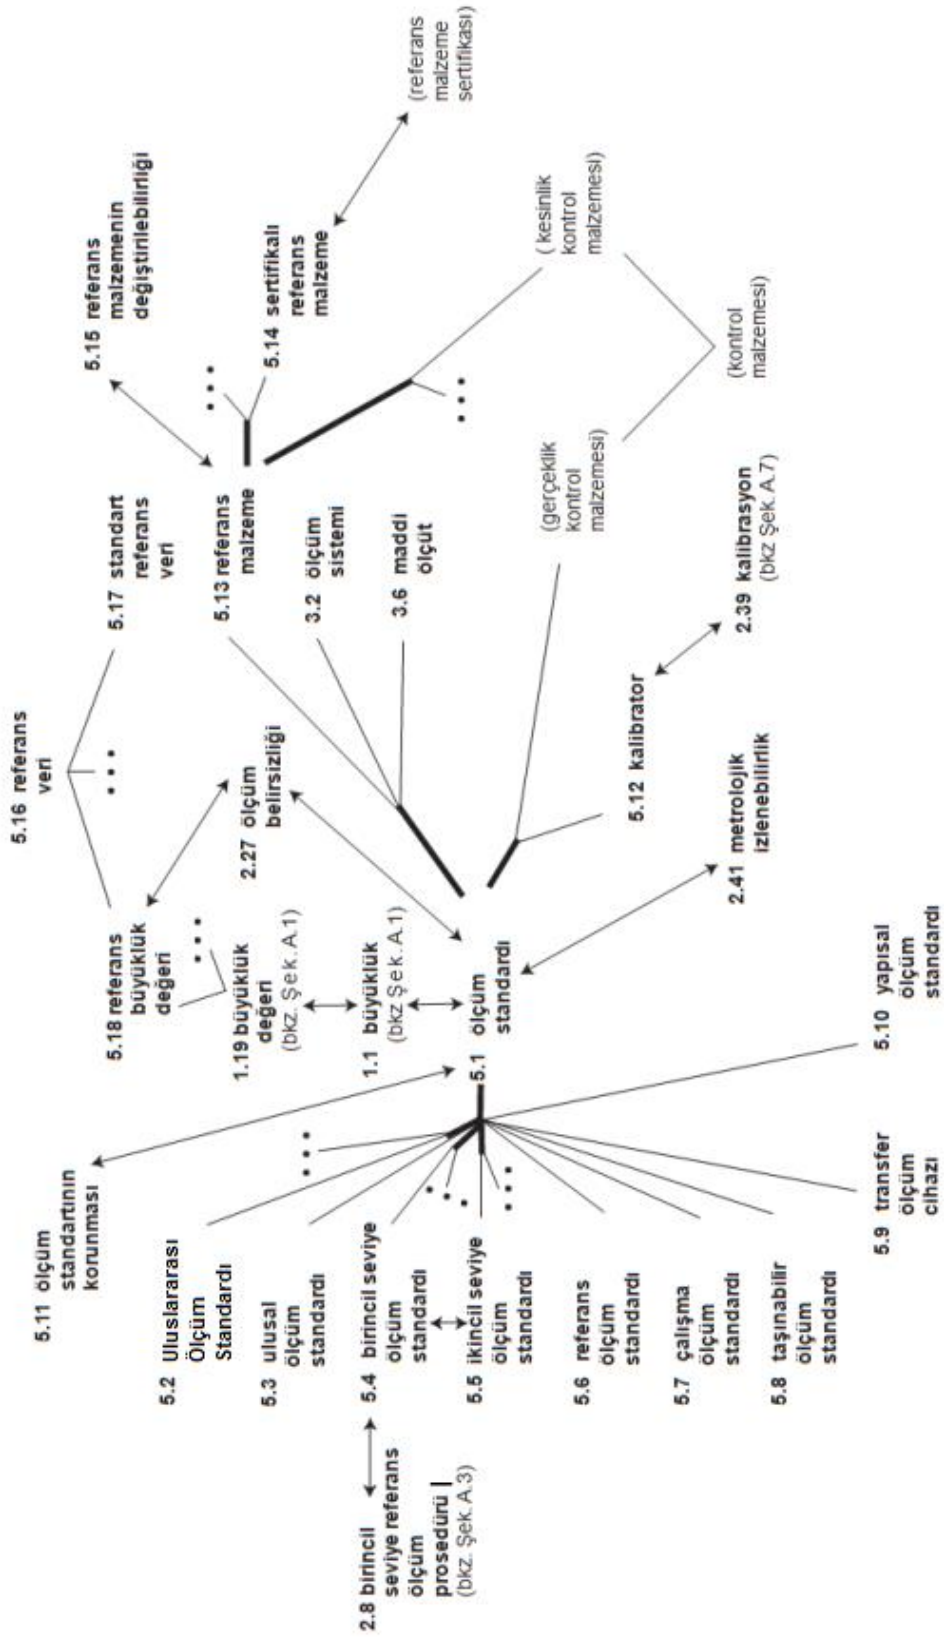 5.16 referans
veri
5.17 standart
referans
veri
5.18 referans
büyüklük
değeri
• • •
• • •
1.19 büyüklük
değeri
(bkz. Şek. A.1)
1.1 büyüklük
(bkz Şek. A.1)
2.27 ölçüm
belirsizliği
5.15 referans
malzemenin
değiştirilebilirliği
5.13 referans
malzeme
• • •
5.14 sertifikalı
referans
malzeme
(referans
malzeme
sertifikası)
3.2 ölçüm
sistemi
3.6 maddi
ölçüt
• • •
( kesinlik
kontrol
malzemesi)
(gerçeklik
kontrol
malzemesi)
(kontrol
malzemesi)
5.11 ölçüm
standartının
korunması
5.1 ölçüm
standardı
5.12 kalibrator
2.39 kalibrasyon
(bkz Şek. A.7)
2.41 metrolojik
izlenebilirlik
5.2 Uluslararası
Ölçüm
Standardı
• • •
5.3 ulusal
ölçüm
standardı
2.8 birincil
seviye referans
ölçüm
prosedürü |
(bkz. Şek. A.3)
5.4 birincil seviye
ölçüm
standardı
• • •
5.5 ikincil seviye
ölçüm
standardı
• • •
5.6 referans
ölçüm
standardı
5.7 çalışma
ölçüm
standardı
5.8 taşınabilir
ölçüm
standardı
5.9 transfer
ölçüm
cihazı
5.10 yapısal
ölçüm
standardı